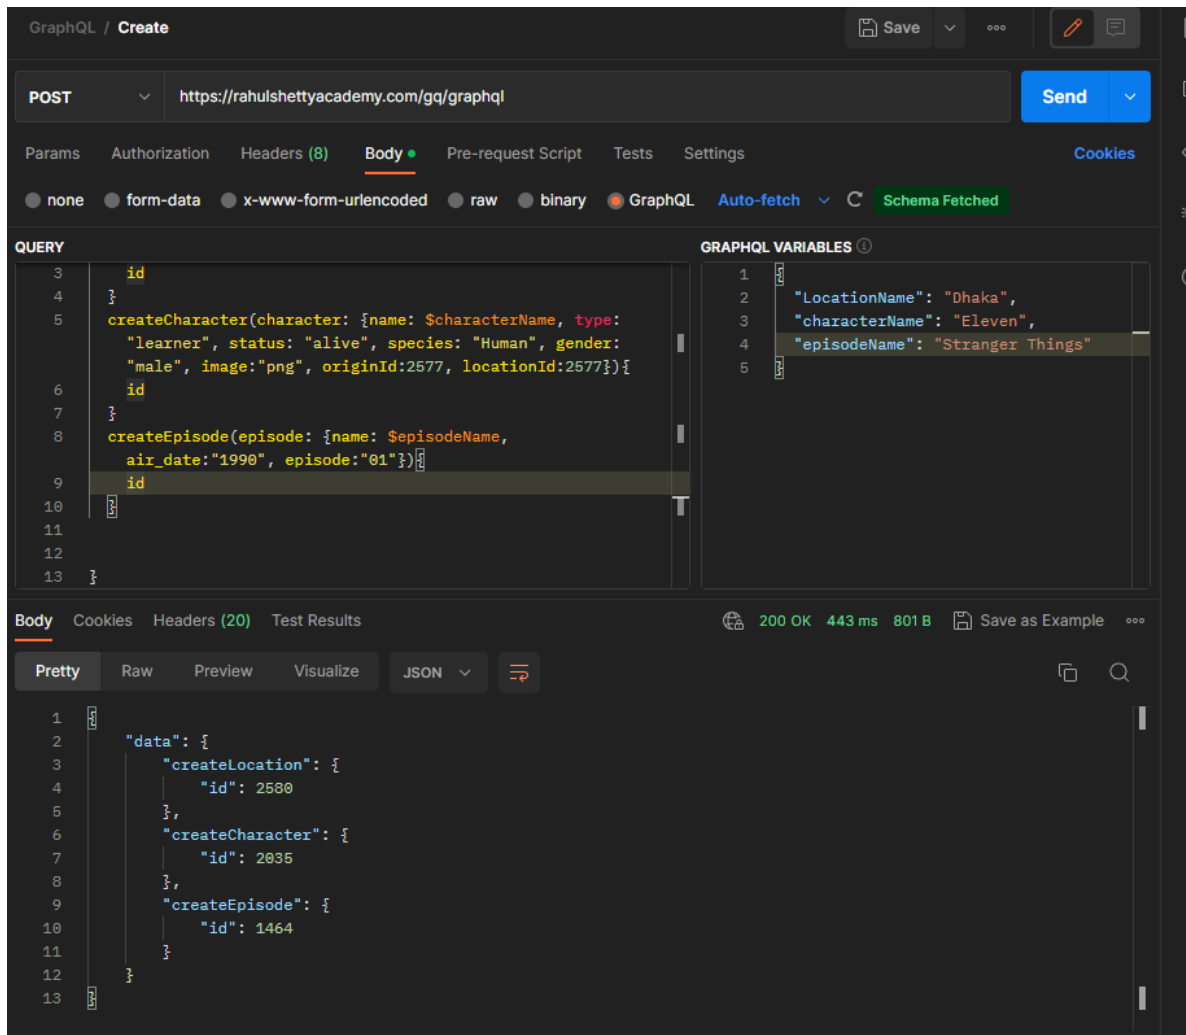 GraphQL / Create Save
POST https://rahulshettyacademy.com/gq/graphql Send
Params Authorization Headers (8) Body Pre-request Script Tests Settings Cookies
none form-data x-www-form-urlencoded raw binary GraphQL Auto-fetch Schema Fetched
QUERY
3 id
4 }
5 createCharacter(character: {name: $characterName, type:
"learner", status: "alive", species: "Human", gender:
"male", image:"png", originId:2577, locationId:2577}){
6 id
7 }
8 createEpisode(episode: {name: $episodeName,
air_date:"1990", episode:"01"}){
9 id
10 }
11
12
13 }
GRAPHQL VARIABLES
1 {
2 "LocationName": "Dhaka",
3 "characterName": "Eleven",
4 "episodeName": "Stranger Things"
5 }
Body Cookies Headers (20) Test Results 200 OK 443 ms 801 B Save as Example
Pretty Raw Preview Visualize JSON
1 {
2 "data": {
3 "createLocation": {
4 "id": 2580
5 },
6 "createCharacter": {
7 "id": 2035
8 },
9 "createEpisode": {
10 "id": 1464
11 }
12 }
13 }